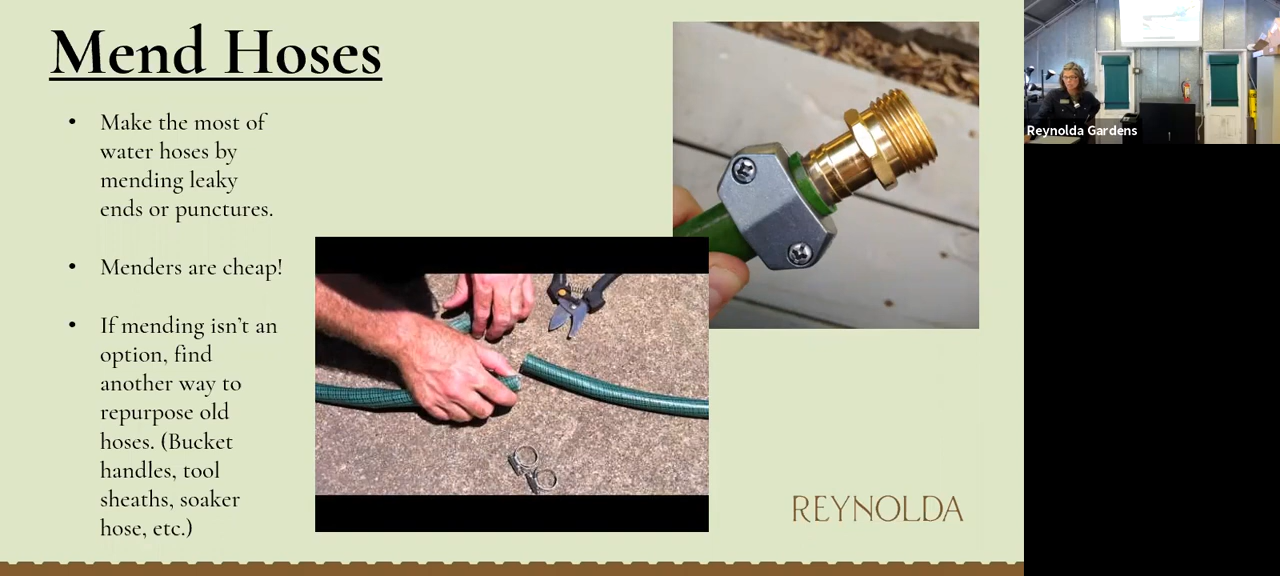 Mend Hoses
• Make the most of
water hoses by
mending leaky
ends or punctures.
• Menders are cheap!
• If mending isn’t an
option, find
another way to
repurpose old
hoses. (Bucket
handles, tool
sheaths, soaker
hose, etc.)
REYNOLDA
Reynolda Gardens